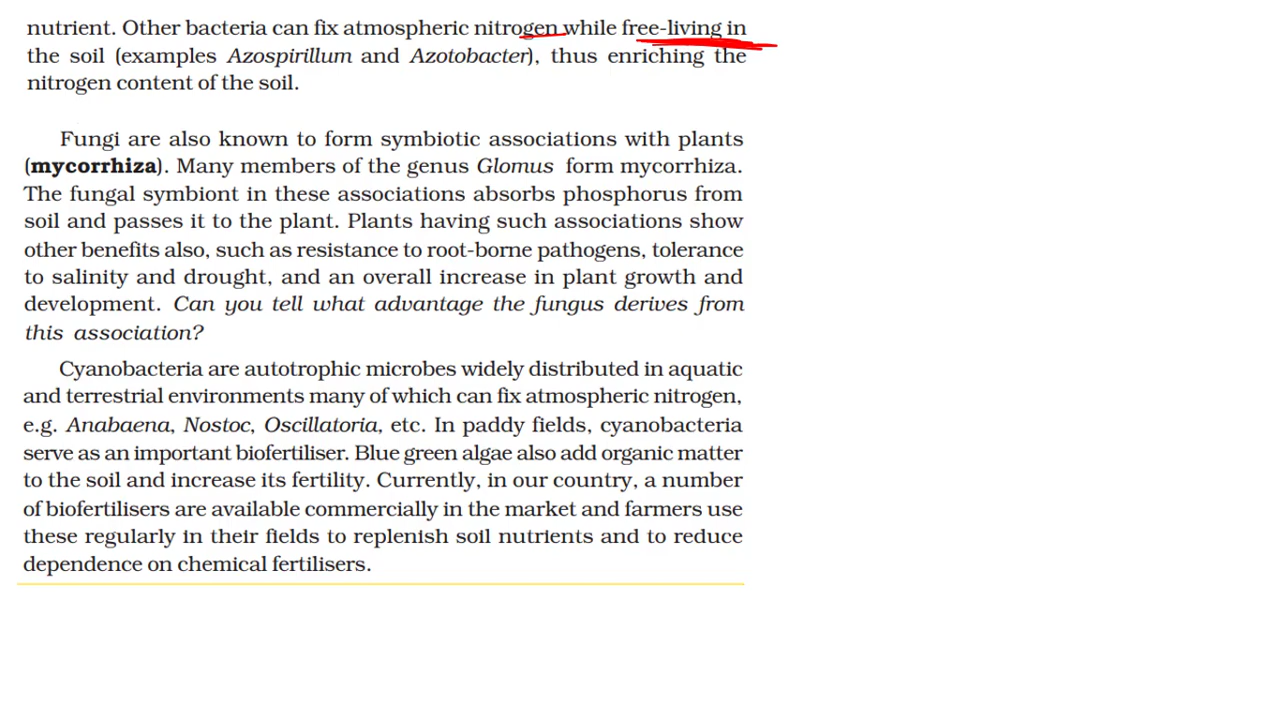 nutrient. Other bacteria can fix atmospheric nitrogen while free-living in
the soil (examples Azospirillum and Azotobacter), thus enriching the
nitrogen content of the soil.
Fungi are also known to form symbiotic associations with plants
(mycorrhiza). Many members of the genus Glomus form mycorrhiza.
The fungal symbiont in these associations absorbs phosphorus from
soil and passes it to the plant. Plants having such associations show
other benefits also, such as resistance to root-borne pathogens, tolerance
to salinity and drought, and an overall increase in plant growth and
development. Can you tell what advantage the fungus derives from
this association?
Cyanobacteria are autotrophic microbes widely distributed in aquatic
and terrestrial environments many of which can fix atmospheric nitrogen,
e.g. Anabaena, Nostoc, Oscillatoria, etc. In paddy fields, cyanobacteria
serve as an important biofertiliser. Blue green algae also add organic matter
to the soil and increase its fertility. Currently, in our country, a number
of biofertilisers are available commercially in the market and farmers use
these regularly in their fields to replenish soil nutrients and to reduce
dependence on chemical fertilisers.